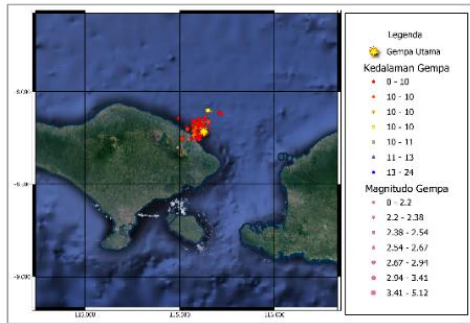 Legenda
Gempa Utama
Kedalaman Gempa
0 - 10
10 - 10
10 - 10
10 - 10
10 - 11
11 - 13
13 - 24
Magnitudo Gempa
0 - 2.2
2.2 - 2.38
2.38 - 2.54
2.54 - 2.67
2.67 - 2.94
2.94 - 3.41
3.41 - 5.12